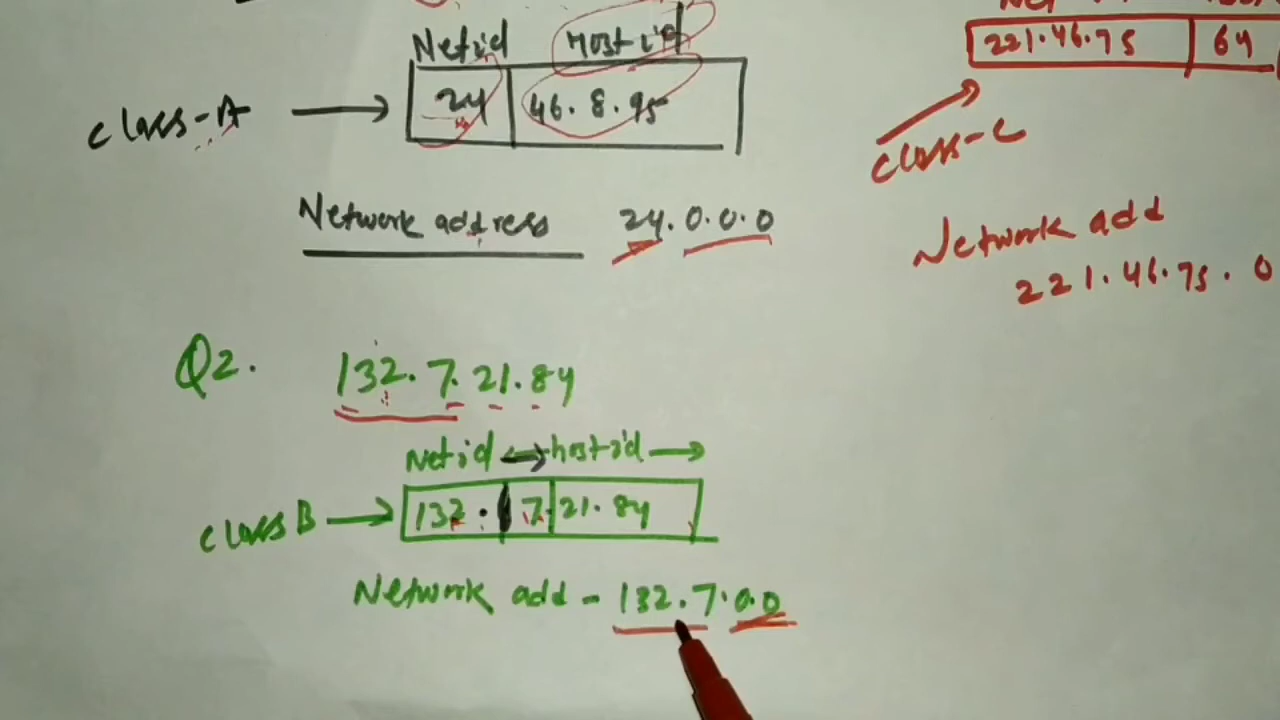 Netid Hostid
class-A → 24 46.8.95
Network address 24.0.0.0
221.46.75 64
class-C
Network add
221.46.75.0
Q2. 132.7.21.84
Netid ↔ hostid →
class B → 132. 7. 21.84
Network add - 132.7.0.0